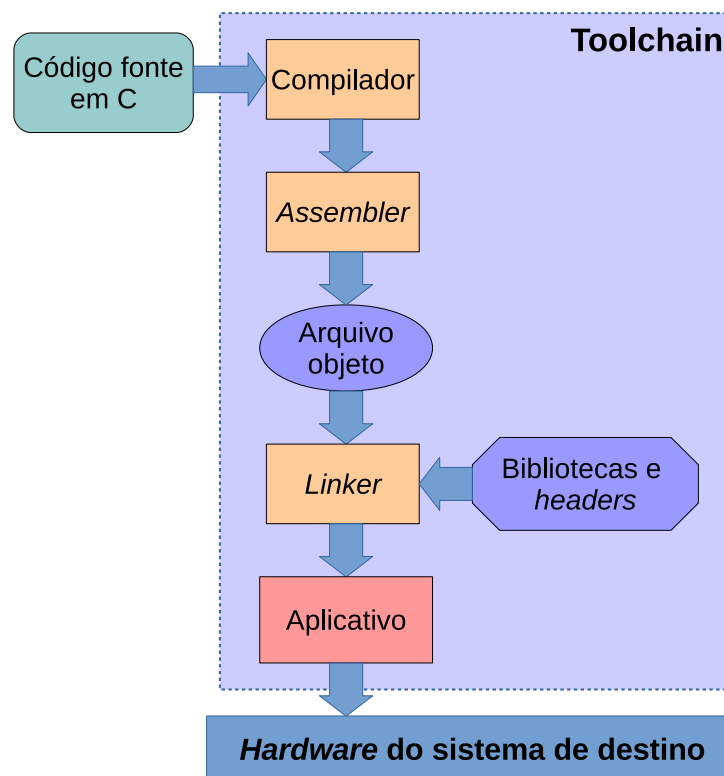 Toolchain
Código fonte
em C
Compilador
Assembler
Arquivo
objeto
Linker
Bibliotecas e
headers
Aplicativo
Hardware do sistema de destino